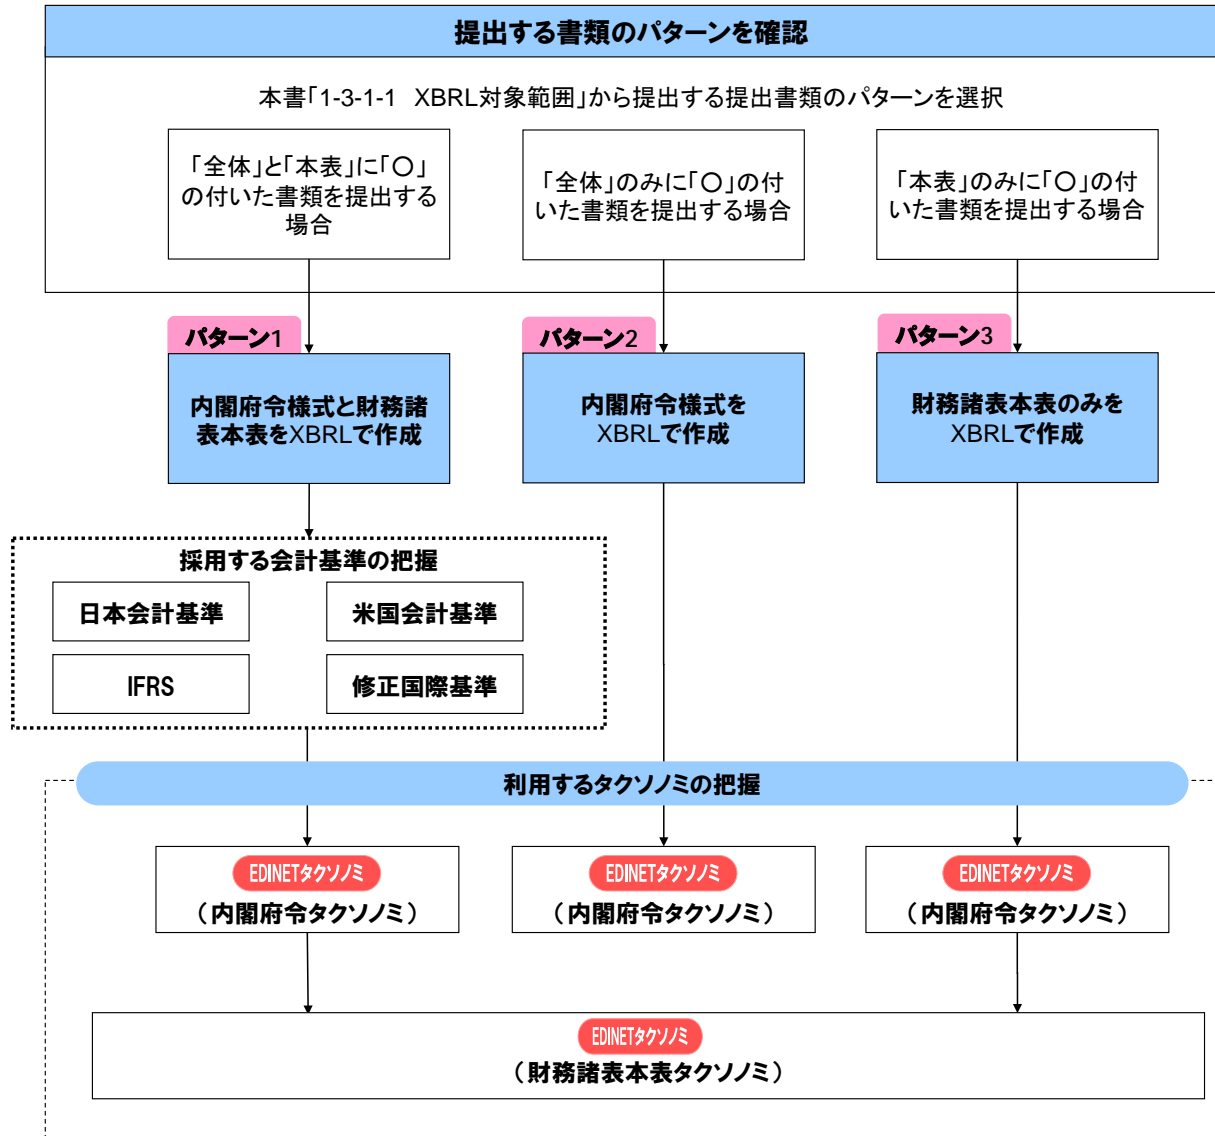 提出する書類のパターンを確認
本書「1-3-1-1　XBRL対象範囲」から提出する提出書類のパターンを選択
「全体」と「本表」に「〇」
の付いた書類を提出する
場合
「全体」のみに「〇」の付
いた書類を提出する場合
「本表」のみに「〇」の付
いた書類を提出する場合
パターン1
パターン2
パターン3
内閣府令様式と財務諸
表本表をXBRLで作成
内閣府令様式を
XBRLで作成
財務諸表本表のみを
XBRLで作成
採用する会計基準の把握
日本会計基準
米国会計基準
IFRS
修正国際基準
利用するタクソノミの把握
EDINETタクソノミ
（内閣府令タクソノミ）
EDINETタクソノミ
（内閣府令タクソノミ）
EDINETタクソノミ
（内閣府令タクソノミ）
EDINETタクソノミ
（財務諸表本表タクソノミ）